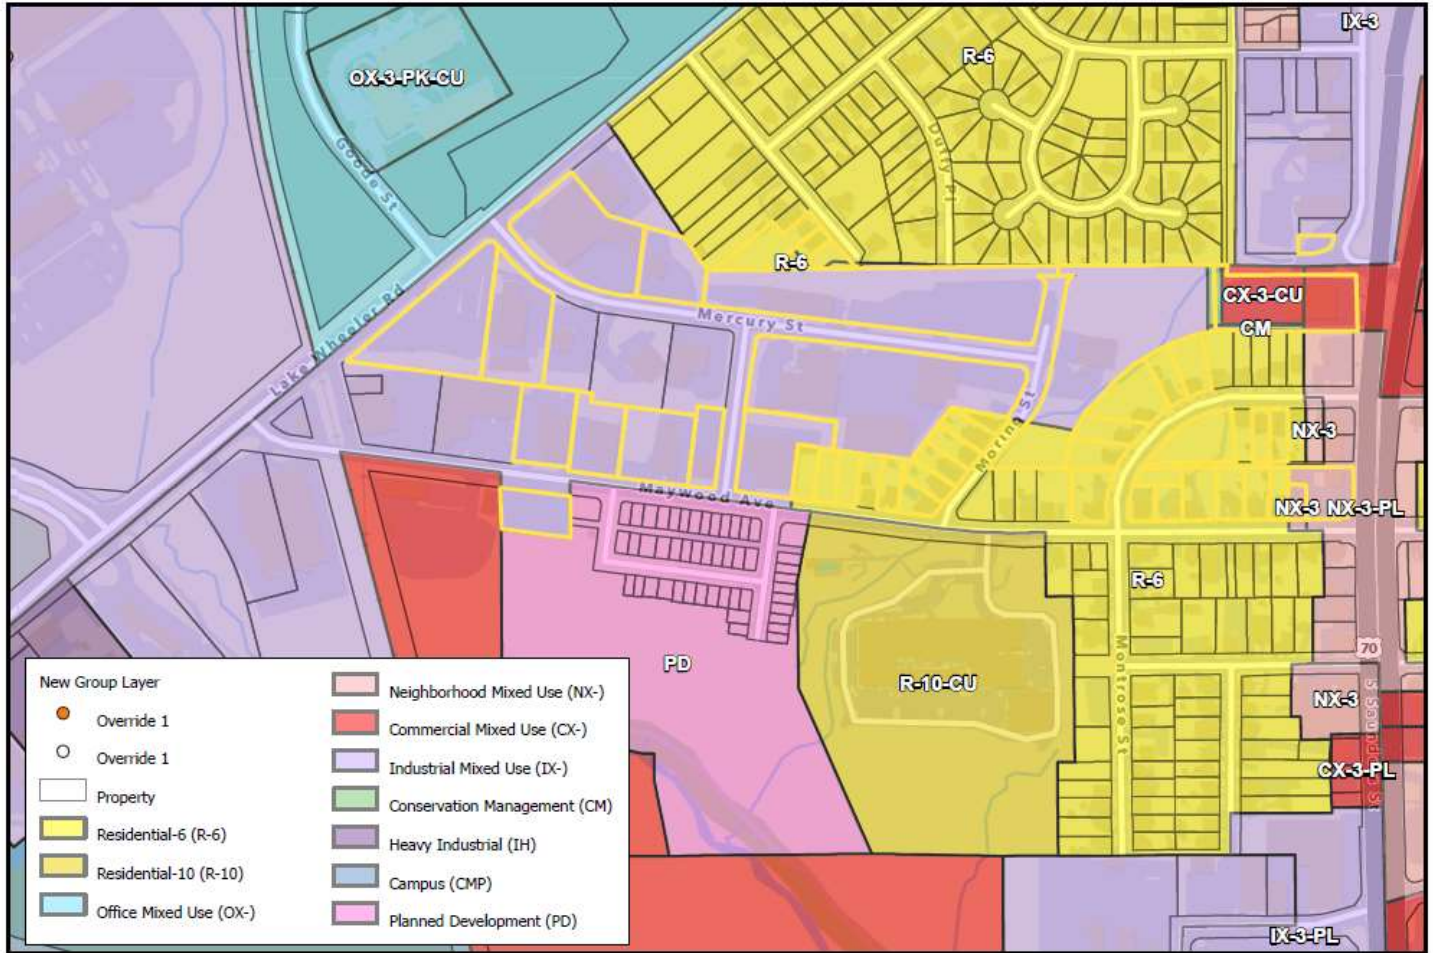 IX-3
R-6
OX-3-PK-CU
Goode St
Duffy Pl
R-6
CX-3-CU
Lake Wheeler Rd
Mercury St
CM
Moring St
NX-3
Maywood Ave
NX-3 NX-3-PL
R-6
PD
R-10-CU
Montrose St
70
S Saunders St
NX-3
CX-3-PL
IX-3-PL
New Group Layer
Override 1
Override 1
Property
Residential-6 (R-6)
Residential-10 (R-10)
Office Mixed Use (OX-)
Neighborhood Mixed Use (NX-)
Commercial Mixed Use (CX-)
Industrial Mixed Use (IX-)
Conservation Management (CM)
Heavy Industrial (IH)
Campus (CMP)
Planned Development (PD)